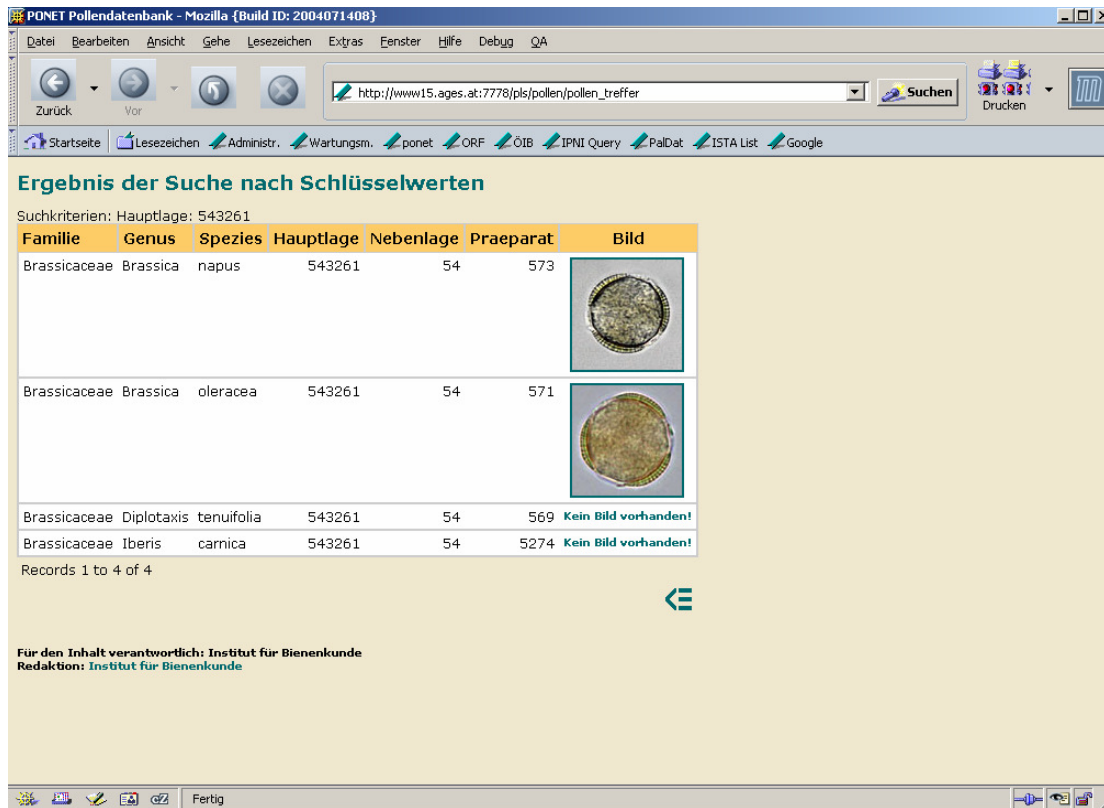 PONET Pollendatenbank - Mozilla {Build ID: 2004071408}
Datei Bearbeiten Ansicht Gehe Lesezeichen Extras Fenster Hilfe Debug QA
http://www15.ages.at:7778/pls/pollen/pollen_treffer Suchen
Zurück Vor Drucken
Startseite Lesezeichen Administr. Wartungsm. ponet ORF ÖIB IPNI Query PalDat ISTA List Google
Ergebnis der Suche nach Schlüsselwerten
Suchkriterien: Hauptlage: 543261
Familie Genus Spezies Hauptlage Nebenlage Praeparat Bild
Brassicaceae Brassica napus 543261 54 573
Brassicaceae Brassica oleracea 543261 54 571
Brassicaceae Diplotaxis tenuifolia 543261 54 569 Kein Bild vorhanden!
Brassicaceae Iberis carnica 543261 54 5274 Kein Bild vorhanden!
Records 1 to 4 of 4
Für den Inhalt verantwortlich: Institut für Bienenkunde
Redaktion: Institut für Bienenkunde
cZ Fertig